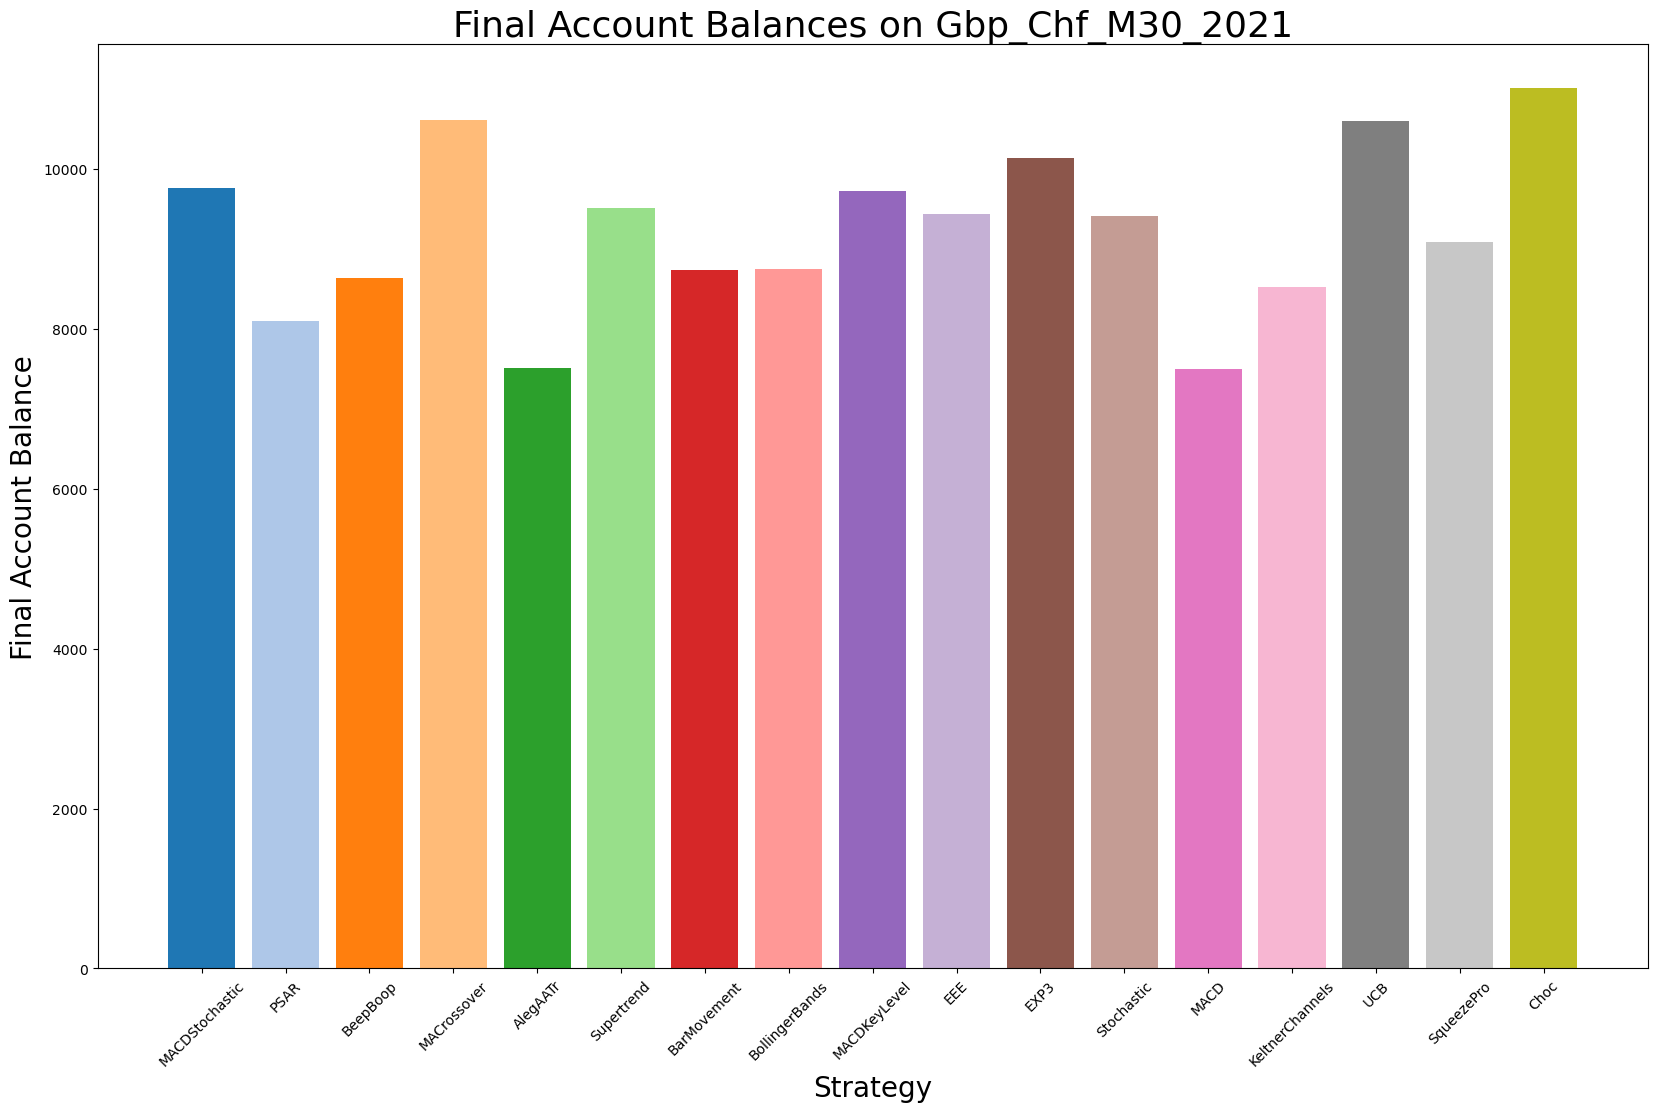 Final Account Balances on Gbp_Chf_M30_2021
Final Account Balance
10000
8000
6000
4000
2000
0
MACDStochastic
PSAR
BeepBoop
MACrossover
AlegAATr
Supertrend
BarMovement
BollingerBands
MACDKeyLevel
EEE
EXP3
Stochastic
MACD
KeltnerChannels
UCB
SqueezePro
Choc
Strategy